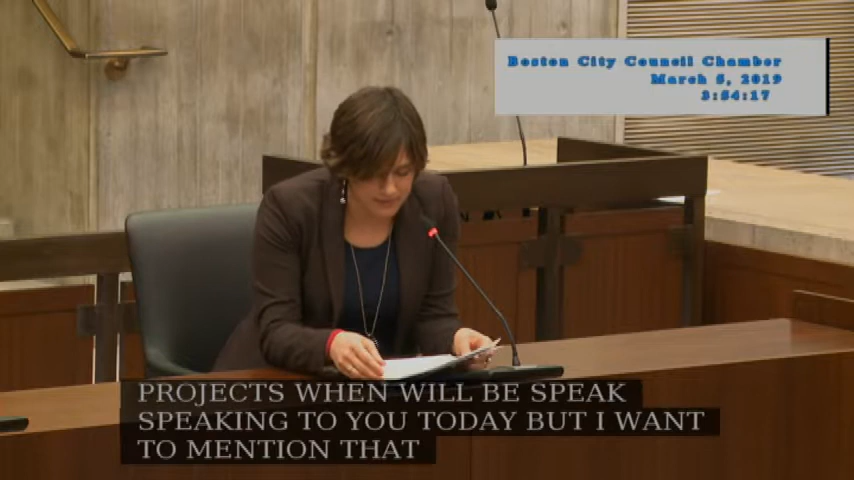 Boston City Council Chamber
March 5, 2019
3:54:17
PROJECTS WHEN WILL BE SPEAK
SPEAKING TO YOU TODAY BUT I WANT
TO MENTION THAT